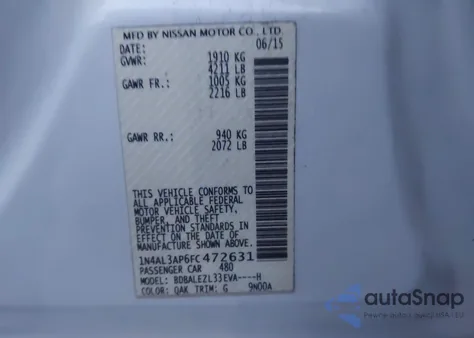 MFD BY NISSAN MOTOR CO., LTD.
DATE: 06/15
GVWR: 1910 KG
4211 LB
GAWR FR.: 1005 KG
2216 LB
GAWR RR.: 940 KG
2072 LB
THIS VEHICLE CONFORMS TO
ALL APPLICABLE FEDERAL
MOTOR VEHICLE SAFETY,
BUMPER, AND THEFT
PREVENTION STANDARDS IN
EFFECT ON THE DATE OF
MANUFACTURE SHOWN ABOVE.
1N4AL3AP6FC472631
PASSENGER CAR 480
MODEL: BDBALEZL33EVA----H
COLOR: QAK TRIM: G 9N00A
autoSnap